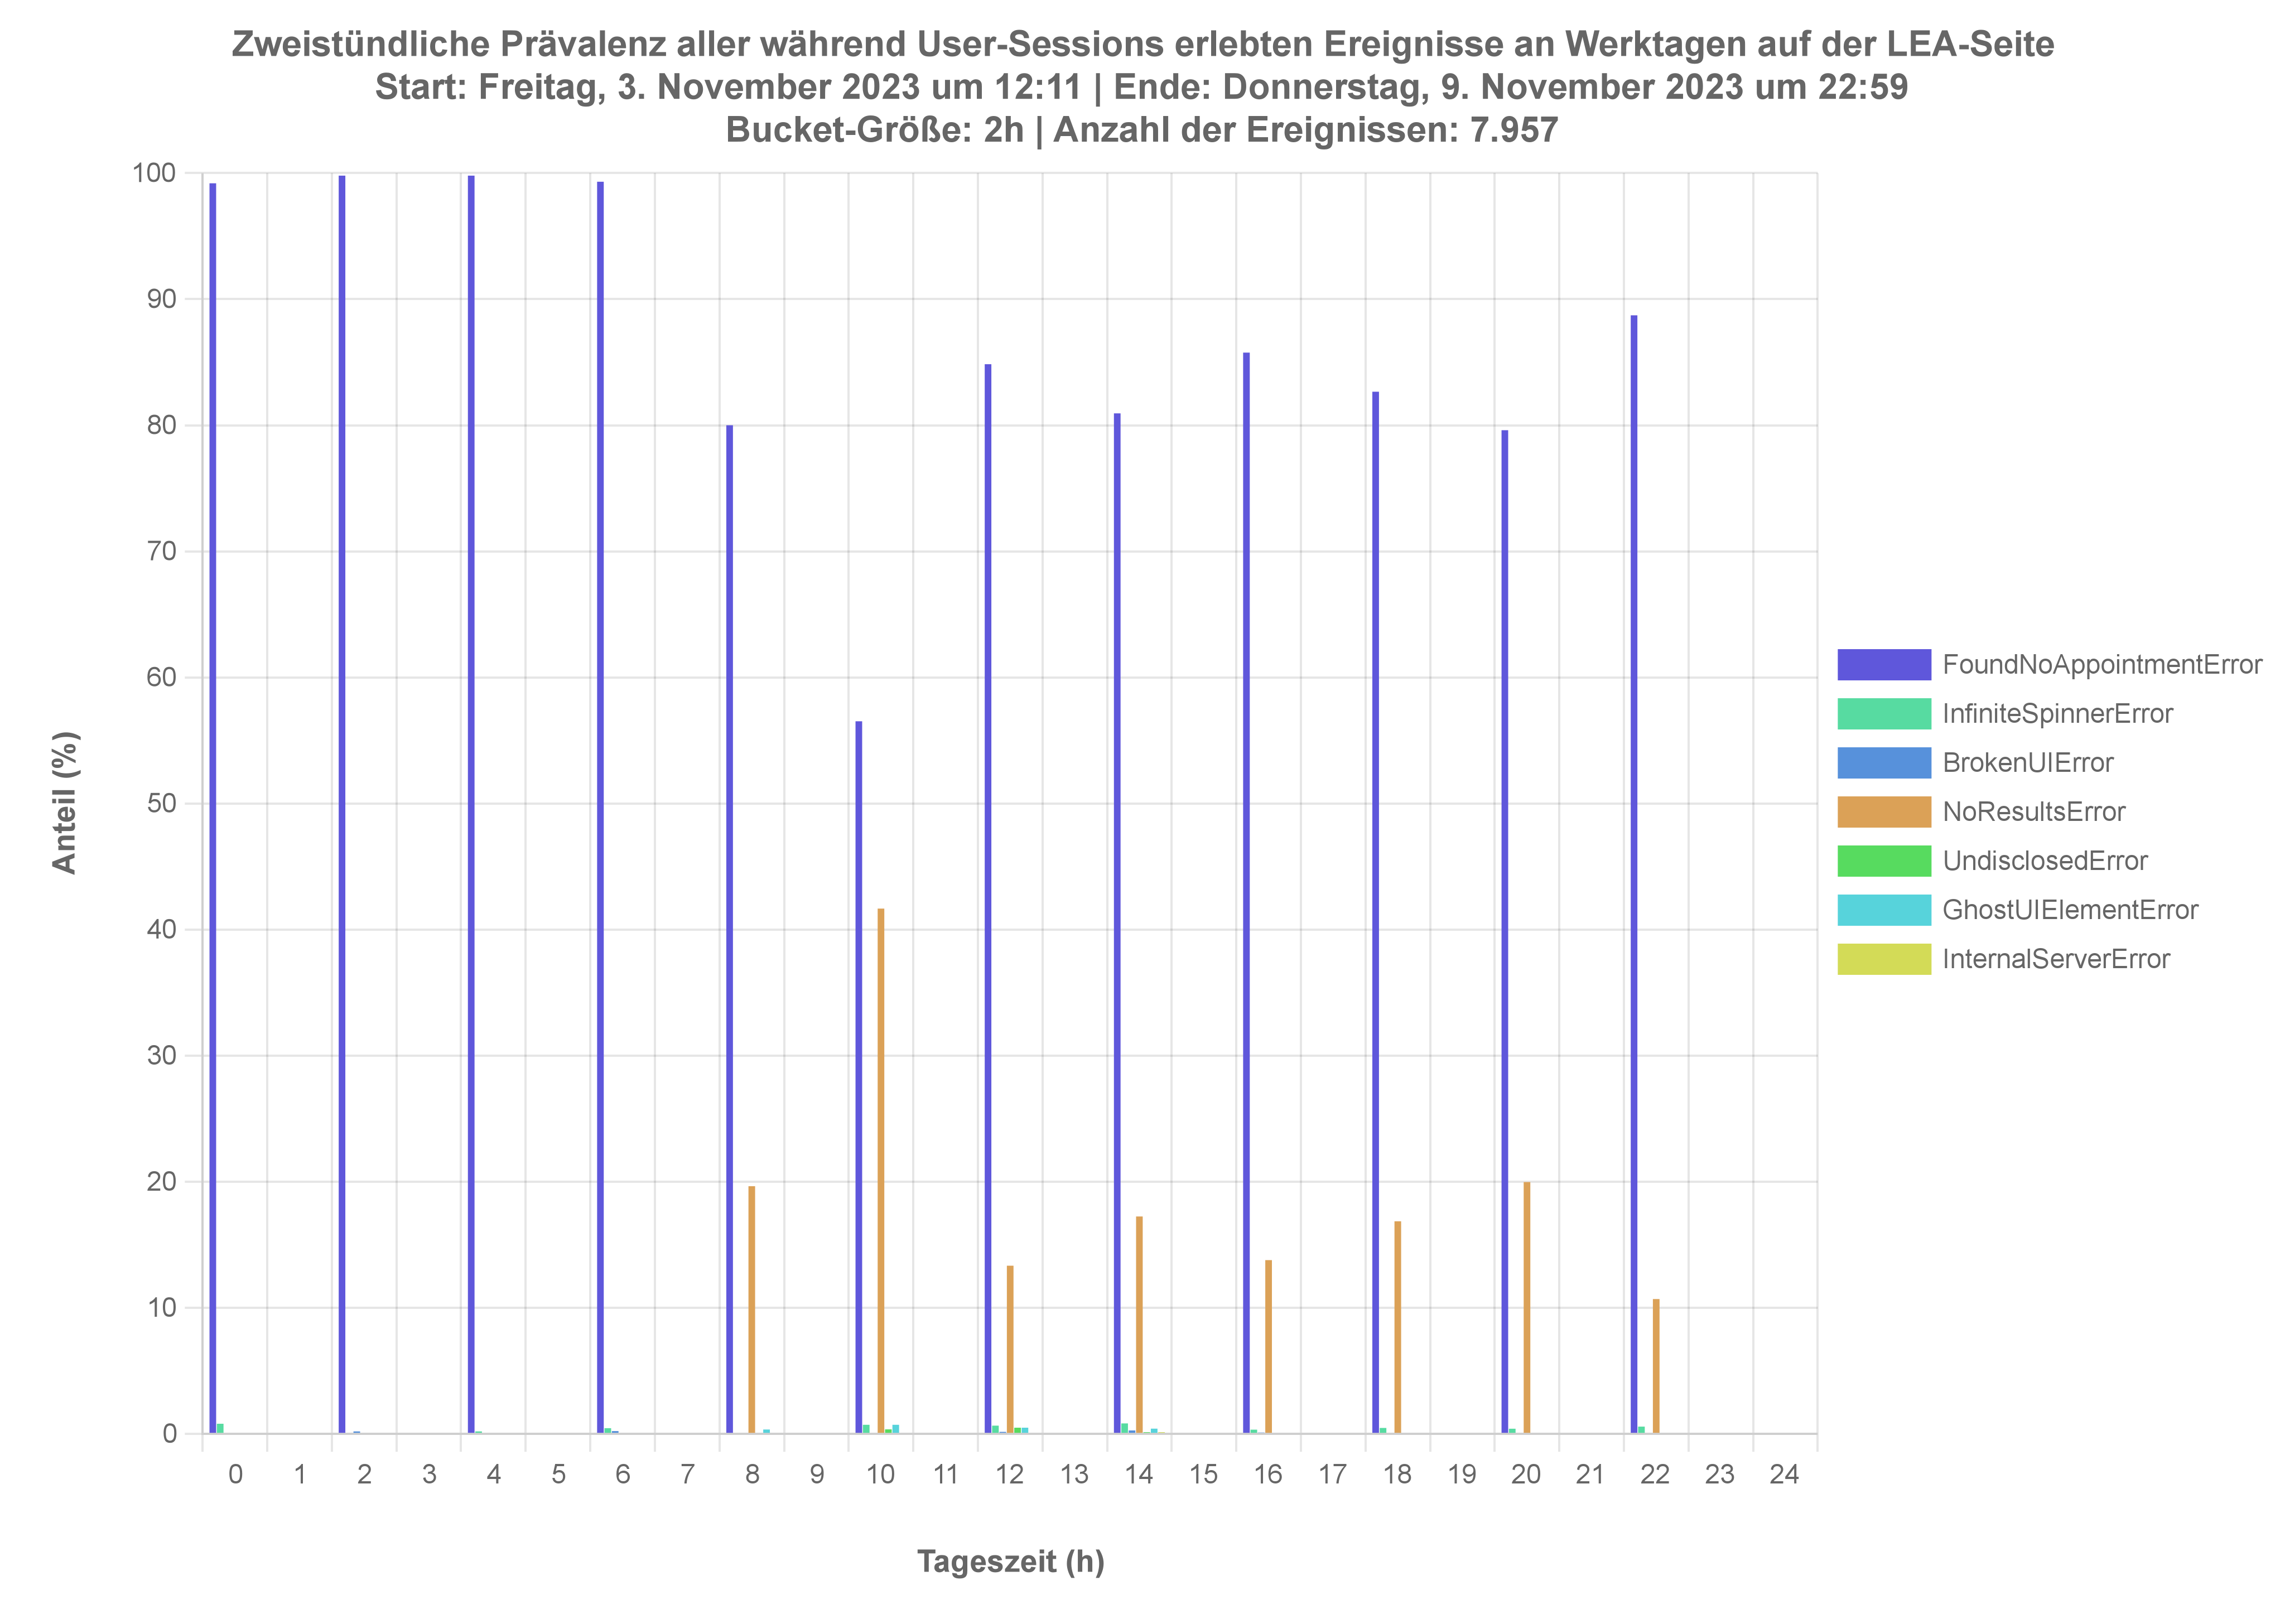 Zweistündliche Prävalenz aller während User-Sessions erlebten Ereignisse an Werktagen auf der LEA-Seite
Start: Freitag, 3. November 2023 um 12:11 | Ende: Donnerstag, 9. November 2023 um 22:59
Bucket-Größe: 2h | Anzahl der Ereignissen: 7.957
100
90
80
70
60
50
40
30
20
10
0
Anteil (%)
0 1 2 3 4 5 6 7 8 9 10 11 12 13 14 15 16 17 18 19 20 21 22 23 24
Tageszeit (h)
FoundNoAppointmentError
InfiniteSpinnerError
BrokenUIError
NoResultsError
UndisclosedError
GhostUIElementError
InternalServerError